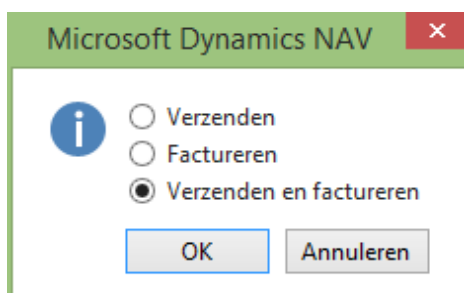 Microsoft Dynamics NAV
Verzenden
Factureren
Verzenden en factureren
OK Annuleren